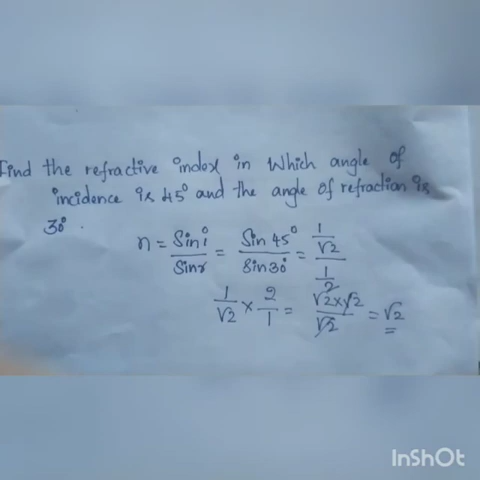 Find the refractive index in which angle of
incidence is 45° and the angle of refraction is
30°.
n = Sin i / Sin r = Sin 45° / Sin 30° = 1/√2 / 1/2
1/√2 × 2/1 = √2×√2 / √2 = √2
InShOt